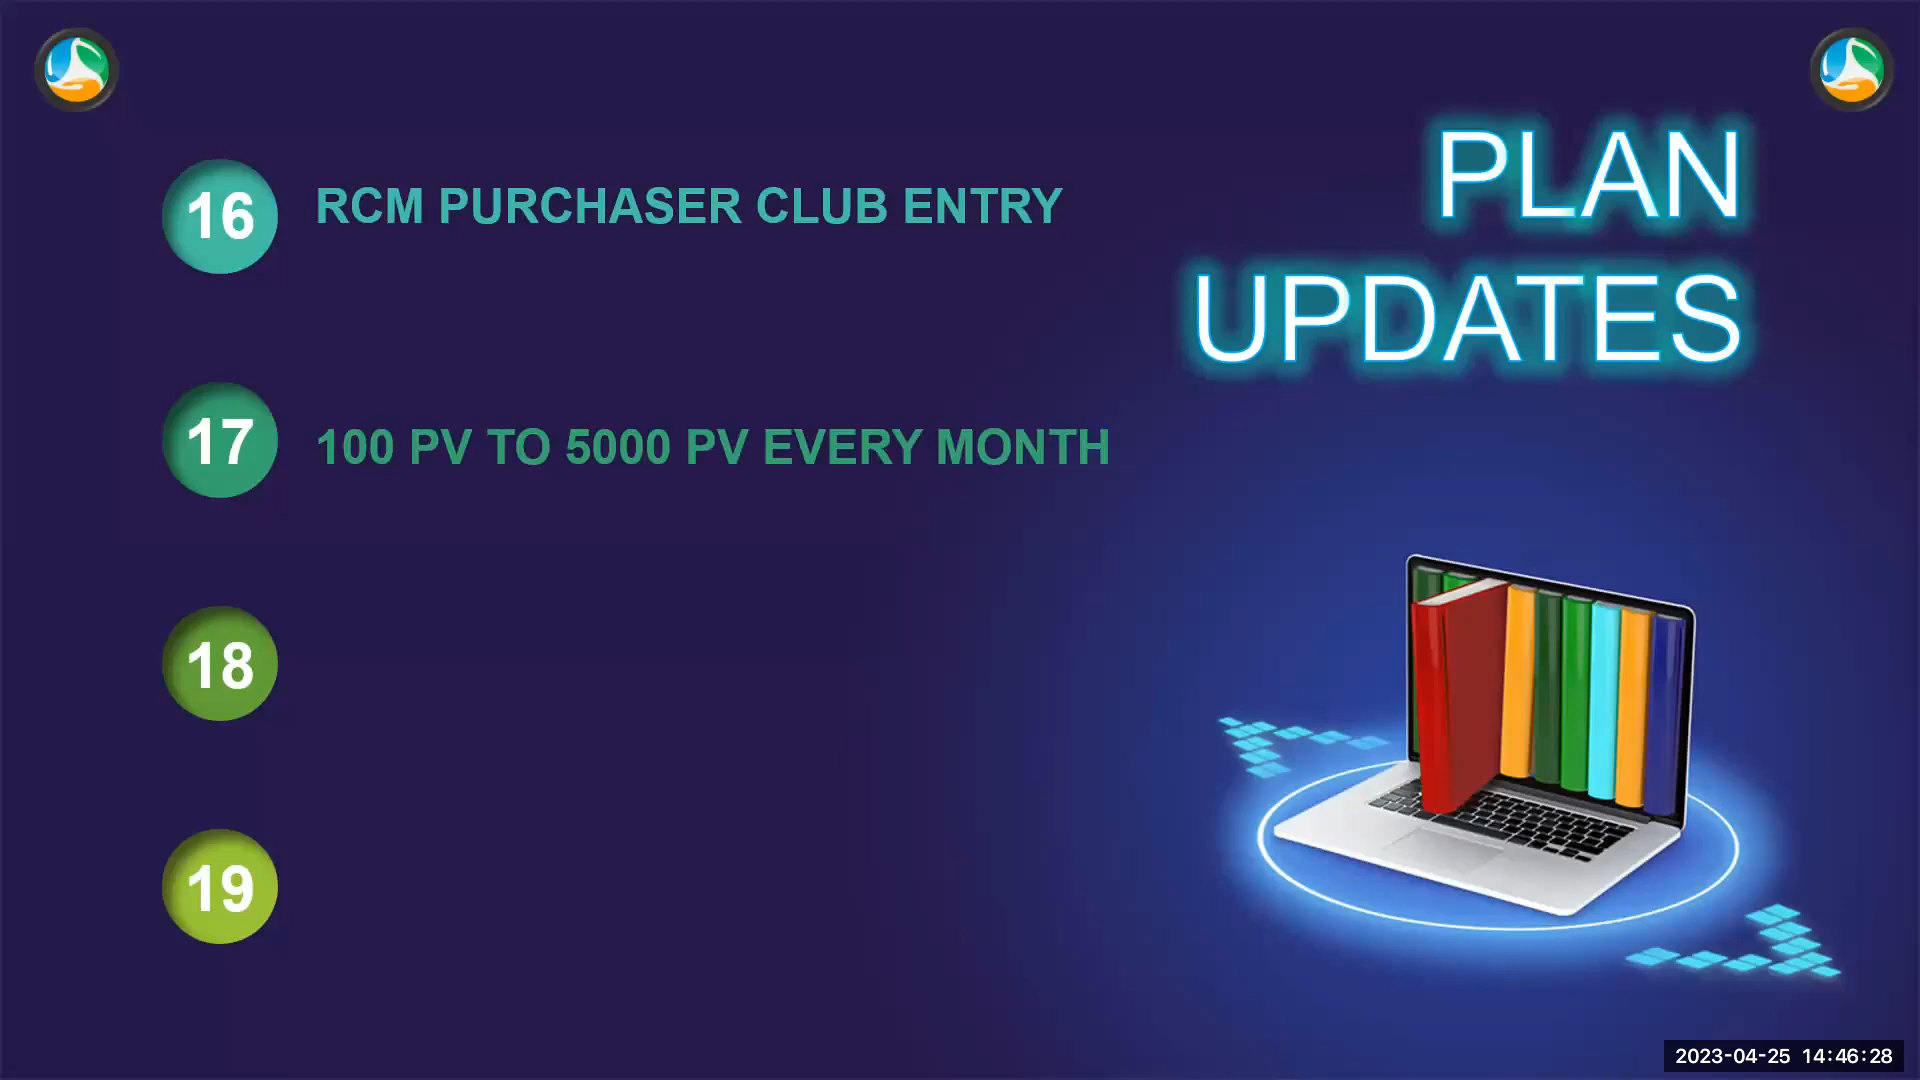 PLAN
UPDATES
16
RCM PURCHASER CLUB ENTRY
17
100 PV TO 5000 PV EVERY MONTH
18
19
2023-04-25 14:46:28